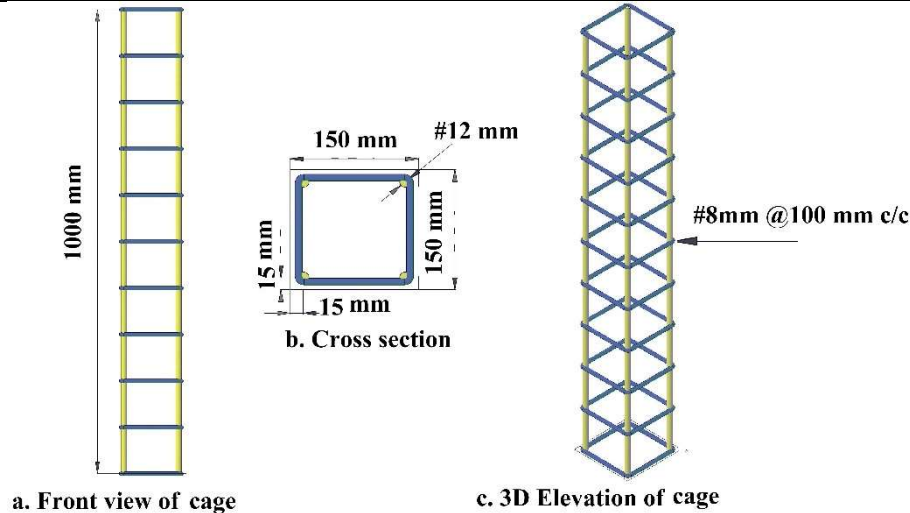 1000 mm
a. Front view of cage
150 mm
#12 mm
150 mm
15 mm
15 mm
b. Cross section
#8mm @100 mm c/c
c. 3D Elevation of cage